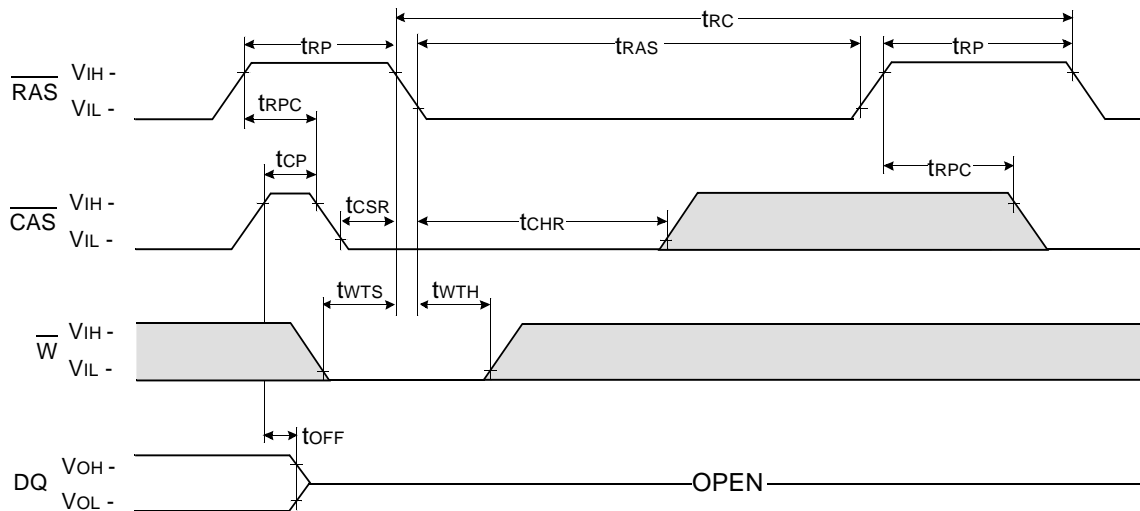 tRC
tRP
tRAS
tRP
RAS
VIH -
VIL -
tRPC
tCP
tRPC
CAS
VIH -
VIL -
tCSR
tCHR
tWTS
tWTH
W
VIH -
VIL -
tOFF
DQ
VOH -
VOL -
OPEN